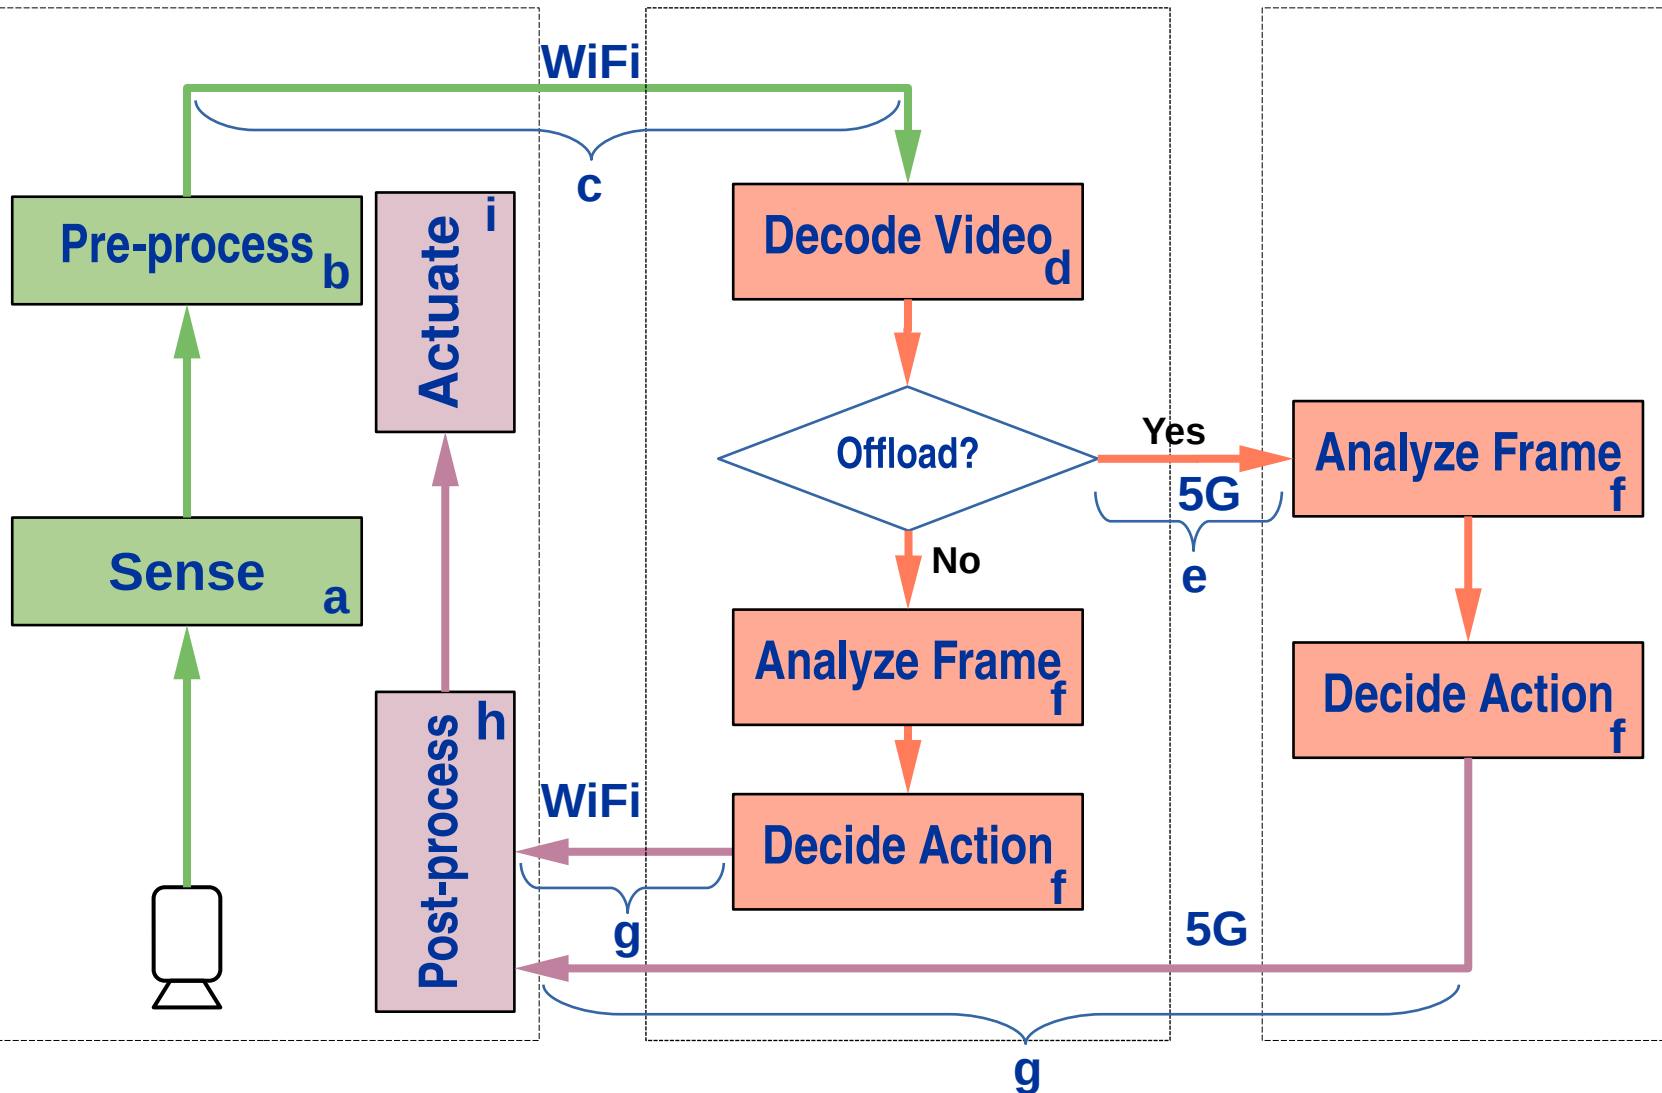 WiFi
c
Pre-process
b
Actuate
i
Decode Video
d
Offload?
Yes
5G
e
Analyze Frame
f
No
Sense
a
Analyze Frame
f
Decide Action
f
Post-process
h
WiFi
g
Decide Action
f
5G
g